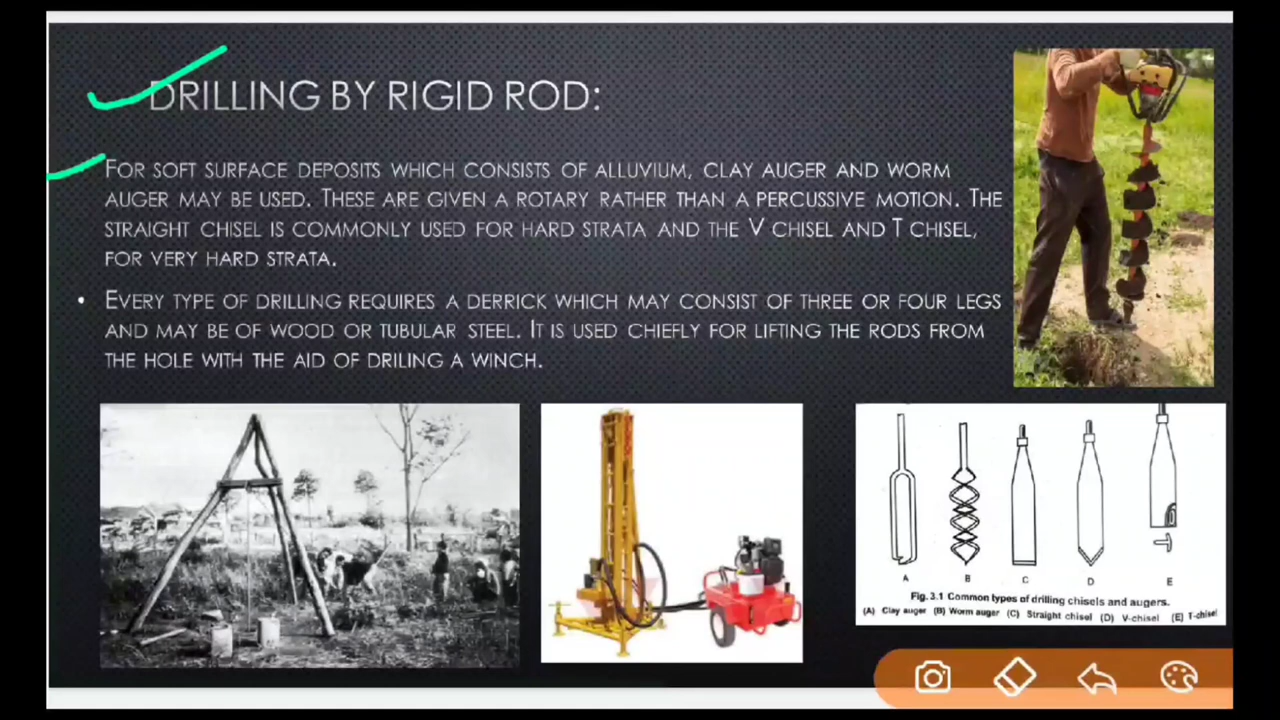 DRILLING BY RIGID ROD:
FOR SOFT SURFACE DEPOSITS WHICH CONSISTS OF ALLUVIUM, CLAY AUGER AND WORM
AUGER MAY BE USED. THESE ARE GIVEN A ROTARY RATHER THAN A PERCUSSIVE MOTION. THE
STRAIGHT CHISEL IS COMMONLY USED FOR HARD STRATA AND THE V CHISEL AND T CHISEL,
FOR VERY HARD STRATA.
• EVERY TYPE OF DRILLING REQUIRES A DERRICK WHICH MAY CONSIST OF THREE OR FOUR LEGS
AND MAY BE OF WOOD OR TUBULAR STEEL. IT IS USED CHIEFLY FOR LIFTING THE RODS FROM
THE HOLE WITH THE AID OF DRILING A WINCH.
A B C D E
Fig. 3.1 Common types of drilling chisels and augers.
(A) Clay auger (B) Worm auger (C) Straight chisel (D) V-chisel (E) T-chisel